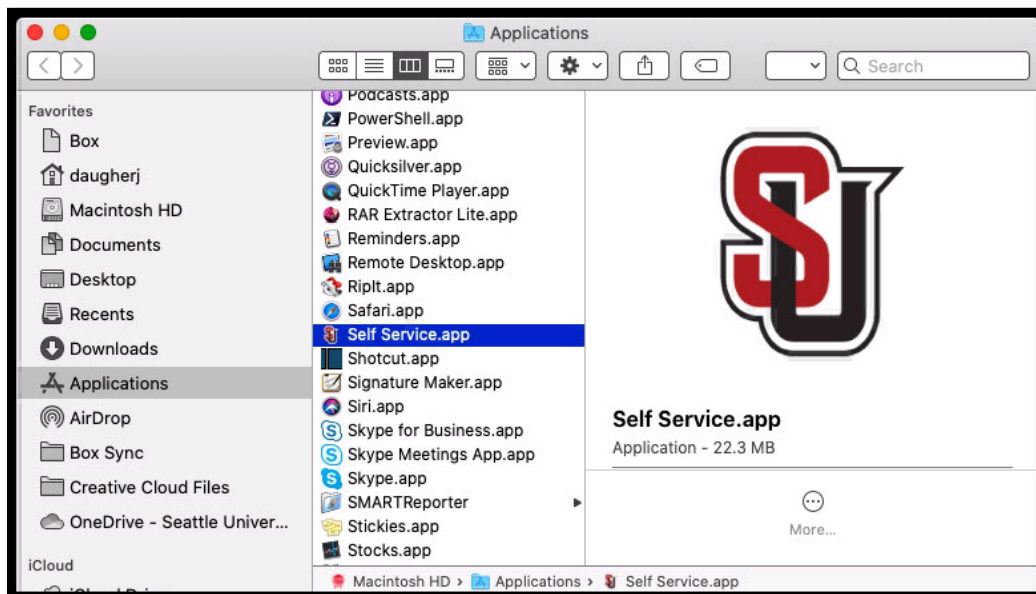 Applications
Search
Favorites
Box
daugherj
Macintosh HD
Documents
Desktop
Recents
Downloads
Applications
AirDrop
Box Sync
Creative Cloud Files
OneDrive - Seattle Univer...
iCloud
Podcasts.app
PowerShell.app
Preview.app
Quicksilver.app
QuickTime Player.app
RAR Extractor Lite.app
Reminders.app
Remote Desktop.app
RipIt.app
Safari.app
Self Service.app
Shotcut.app
Signature Maker.app
Siri.app
Skype for Business.app
Skype Meetings App.app
Skype.app
SMARTReporter
Stickies.app
Stocks.app
SU
Self Service.app
Application - 22.3 MB
More...
Macintosh HD › Applications › Self Service.app